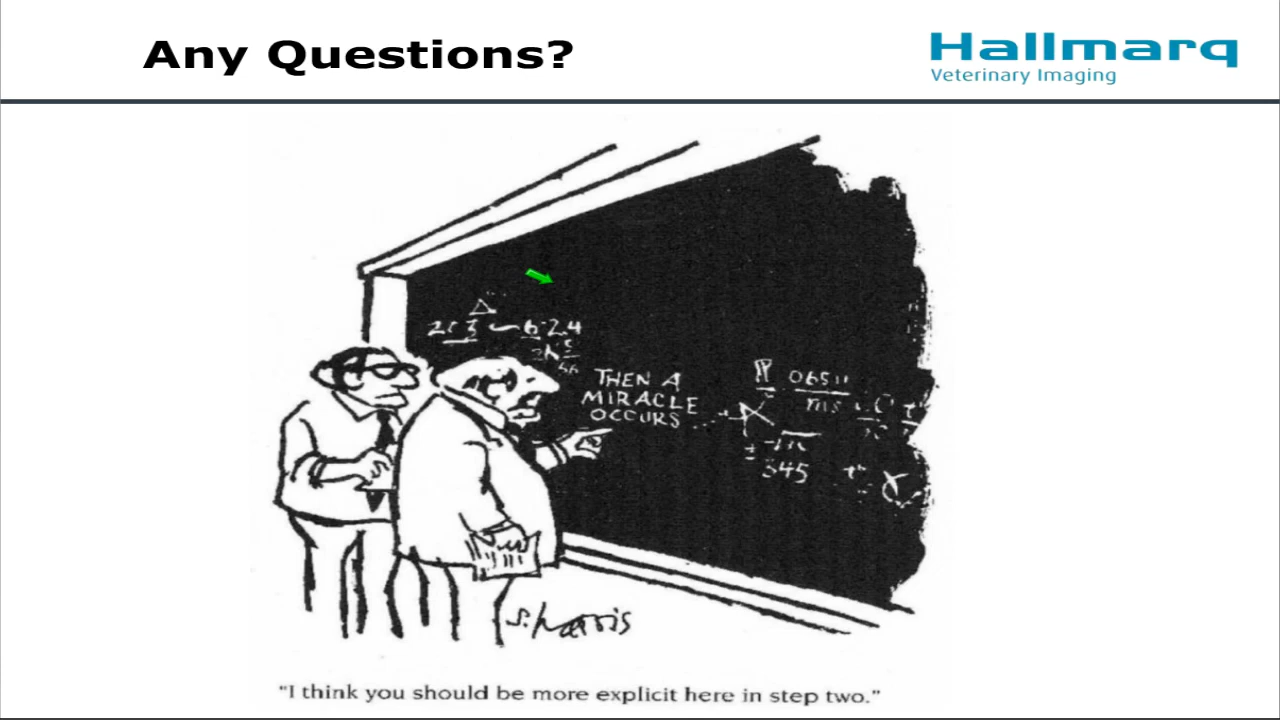 Any Questions?
Hallmarq
Veterinary Imaging
THEN A
MIRACLE
OCCURS
06511
345
S. Harris
"I think you should be more explicit here in step two."